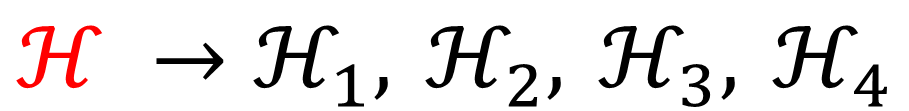 ℋ → ℋ₁, ℋ₂, ℋ₃, ℋ₄